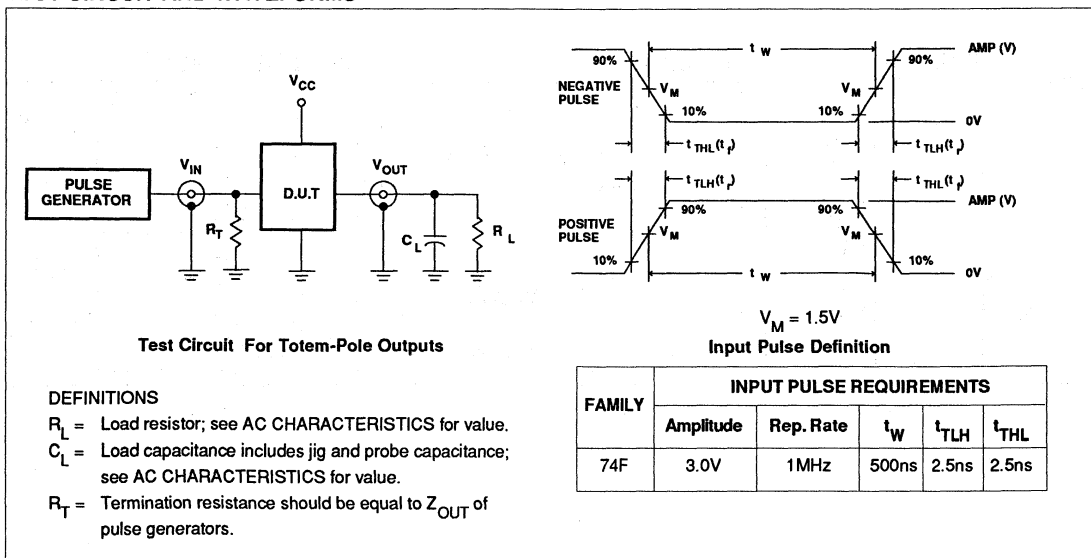 V_CC
V_IN
V_OUT
PULSE
GENERATOR
D.U.T
R_T
C_L
R_L
Test Circuit For Totem-Pole Outputs
DEFINITIONS
R_L = Load resistor; see AC CHARACTERISTICS for value.
C_L = Load capacitance includes jig and probe capacitance;
see AC CHARACTERISTICS for value.
R_T = Termination resistance should be equal to Z_OUT of
pulse generators.
t_W
AMP (V)
90%
90%
NEGATIVE
PULSE
V_M
V_M
10%
10%
0V
t_THL(t_f)
t_TLH(t_r)
t_TLH(t_r)
t_THL(t_f)
AMP (V)
90%
90%
POSITIVE
PULSE
V_M
V_M
10%
10%
t_W
0V
V_M = 1.5V
Input Pulse Definition
FAMILY
INPUT PULSE REQUIREMENTS
Amplitude Rep. Rate t_W t_TLH t_THL
74F 3.0V 1MHz 500ns 2.5ns 2.5ns